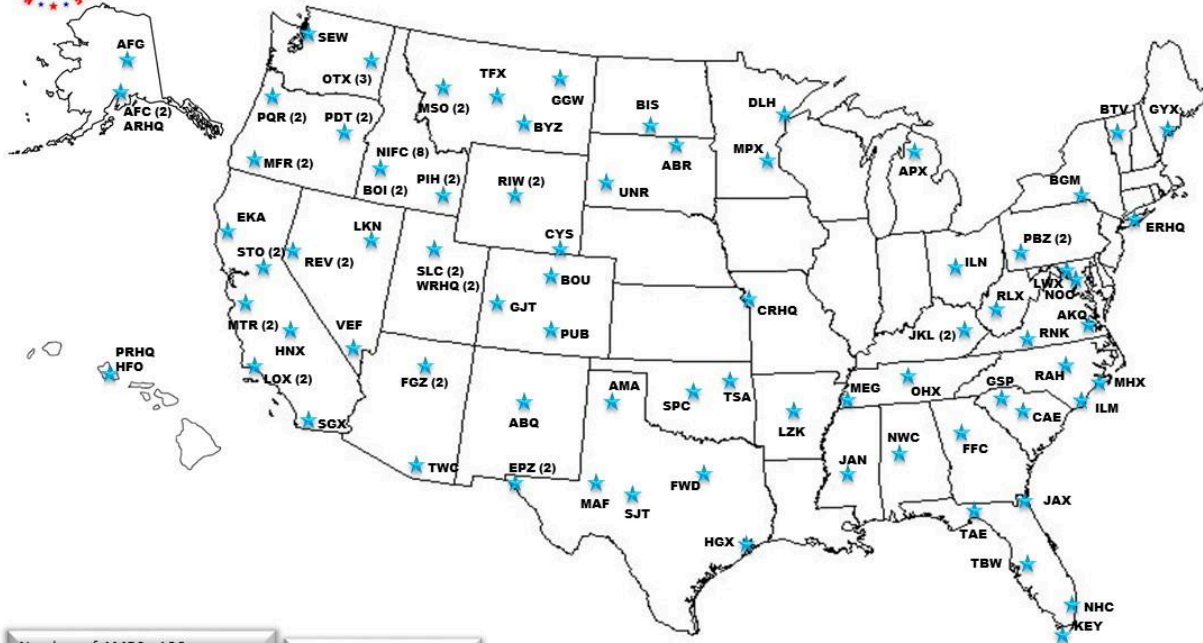 AFG
AFC (2)
ARHQ
SEW
OTX (3)
PQR (2)
PDT (2)
MFR (2)
MSO (2)
TFX
GGW
BYZ
NIFC (8)
BOI (2)
PIH (2)
RIW (2)
BIS
ABR
UNR
DLH
MPX
APX
BTV
GYX
BGM
ERHQ
EKA
STO (2)
REV (2)
LKN
SLC (2)
WRHQ (2)
CYS
BOU
GJT
PUB
CRHQ
ILN
PBZ (2)
LWX
NOC
RLX
AKQ
JKL (2)
RNK
MTR (2)
HNX
VEF
LOX (2)
SGX
PRHQ
HFO
FGZ (2)
TWC
ABQ
EPZ (2)
AMA
SPC
TSA
MAF
SJT
FWD
HGX
LZK
MEG
OHX
JAN
NWC
FFC
GSP
CAE
RAH
MHX
ILM
JAX
TAE
TBW
NHC
KEY